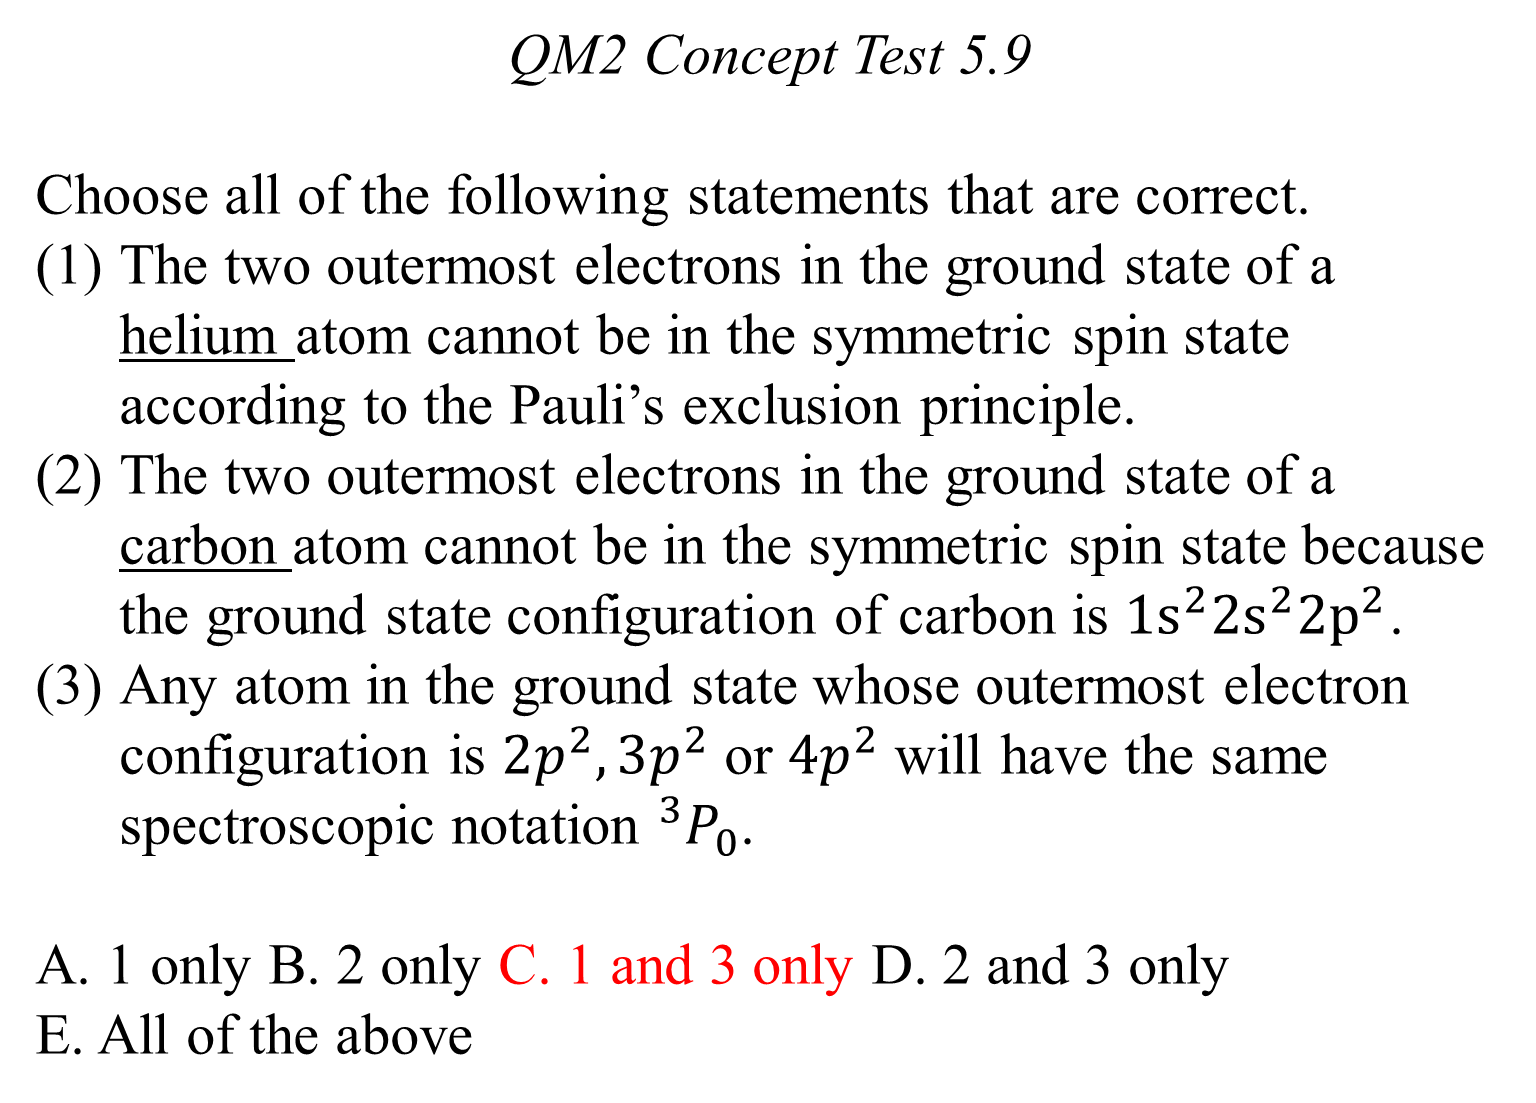 QM2 Concept Test 5.9
Choose all of the following statements that are correct.
(1) The two outermost electrons in the ground state of a
helium atom cannot be in the symmetric spin state
according to the Pauli’s exclusion principle.
(2) The two outermost electrons in the ground state of a
carbon atom cannot be in the symmetric spin state because
the ground state configuration of carbon is 1s²2s²2p².
(3) Any atom in the ground state whose outermost electron
configuration is 2p², 3p² or 4p² will have the same
spectroscopic notation ³P₀.
A. 1 only B. 2 only C. 1 and 3 only D. 2 and 3 only
E. All of the above